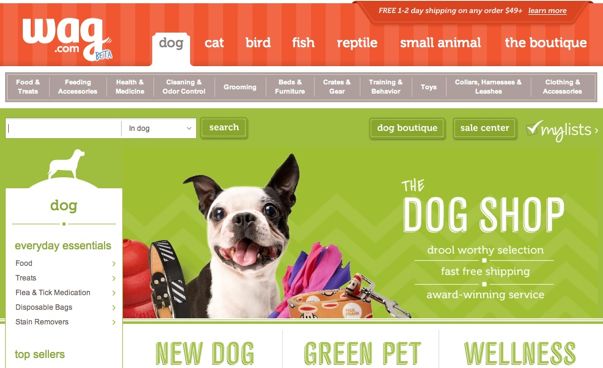 FREE 1-2 day shipping on any order $49+ learn more
wag
.com
BETA
dog cat bird fish reptile small animal the boutique
Food & Treats
Feeding Accessories
Health & Medicine
Cleaning & Odor Control
Grooming
Beds & Furniture
Crates & Gear
Training & Behavior
Toys
Collars, Harnesses & Leashes
Clothing & Accessories
In dog search dog boutique sale center mylists ›
dog
everyday essentials
Food
Treats
Flea & Tick Medication
Disposable Bags
Stain Removers
top sellers
THE
DOG SHOP
drool worthy selection
fast free shipping
award-winning service
NEW DOG GREEN PET WELLNESS